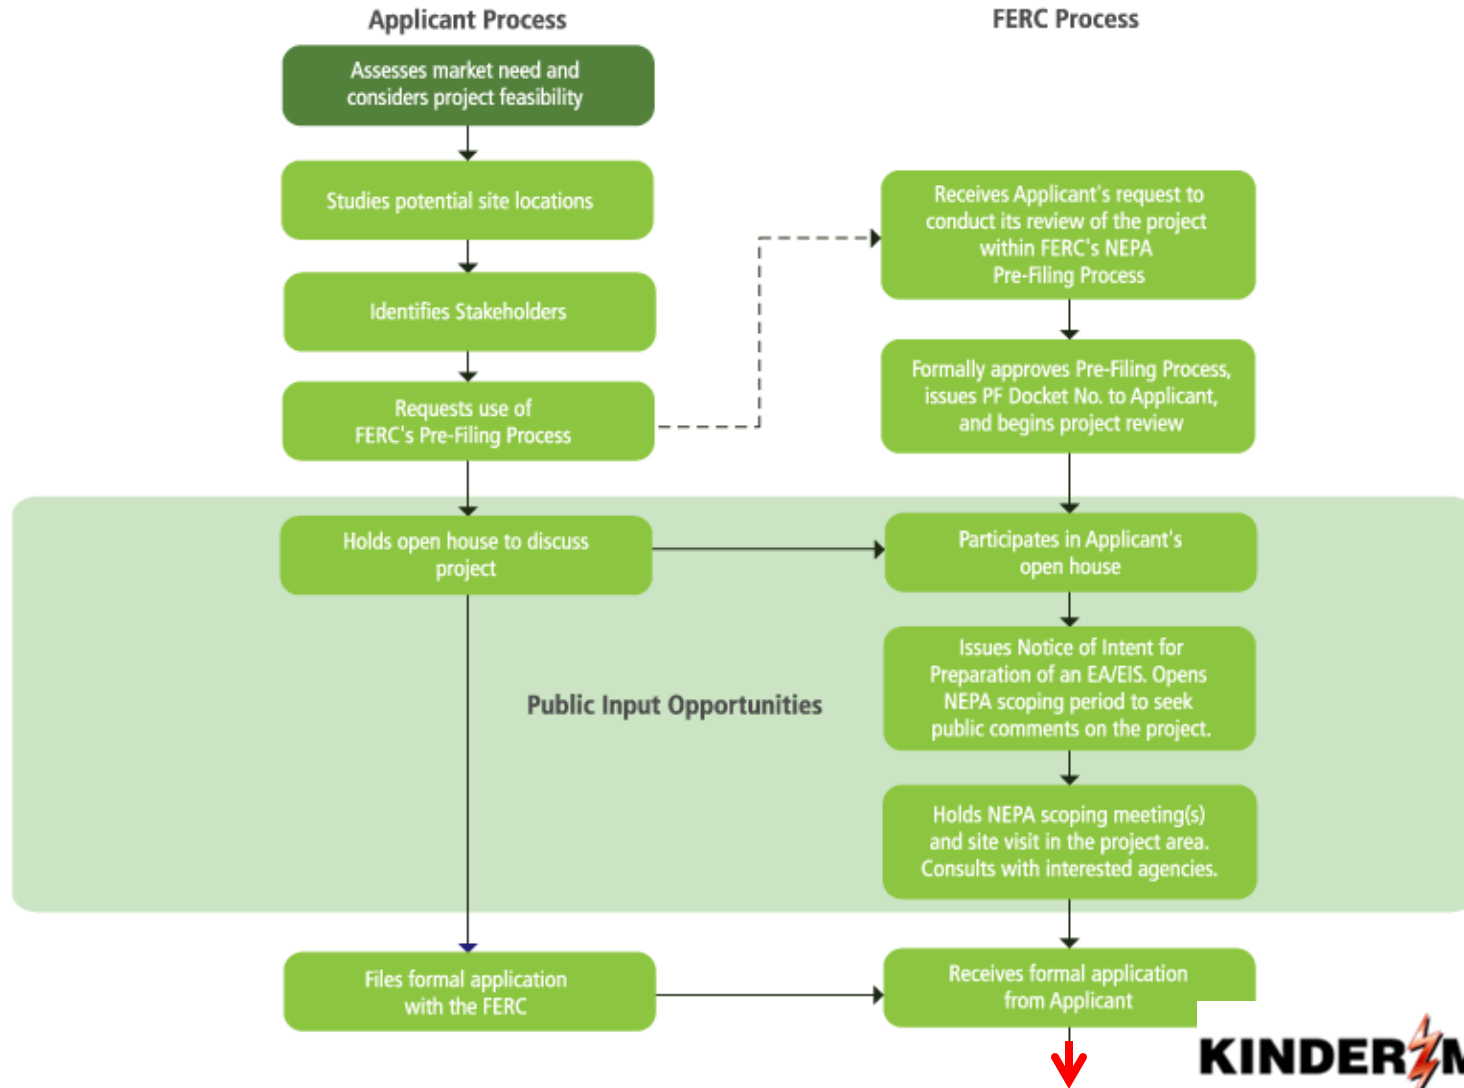 Applicant Process
FERC Process
Assesses market need and
considers project feasibility
Studies potential site locations
Identifies Stakeholders
Requests use of
FERC's Pre-Filing Process
Receives Applicant's request to
conduct its review of the project
within FERC's NEPA
Pre-Filing Process
Formally approves Pre-Filing Process,
issues PF Docket No. to Applicant,
and begins project review
Holds open house to discuss
project
Participates in Applicant's
open house
Issues Notice of Intent for
Preparation of an EA/EIS. Opens
NEPA scoping period to seek
public comments on the project.
Public Input Opportunities
Holds NEPA scoping meeting(s)
and site visit in the project area.
Consults with interested agencies.
Files formal application
with the FERC
Receives formal application
from Applicant
KINDER M